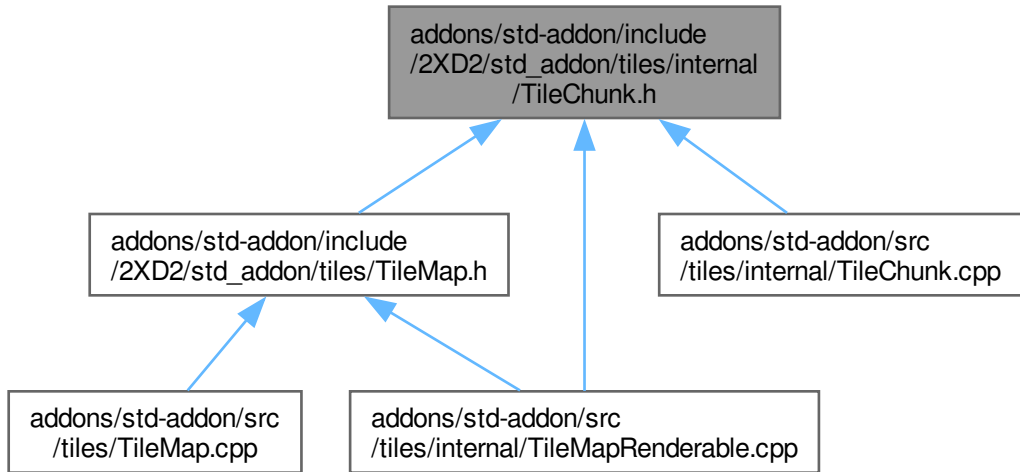 addons/std-addon/include
/2XD2/std_addon/tiles/internal
/TileChunk.h
addons/std-addon/include
/2XD2/std_addon/tiles/TileMap.h
addons/std-addon/src
/tiles/internal/TileChunk.cpp
addons/std-addon/src
/tiles/TileMap.cpp
addons/std-addon/src
/tiles/internal/TileMapRenderable.cpp